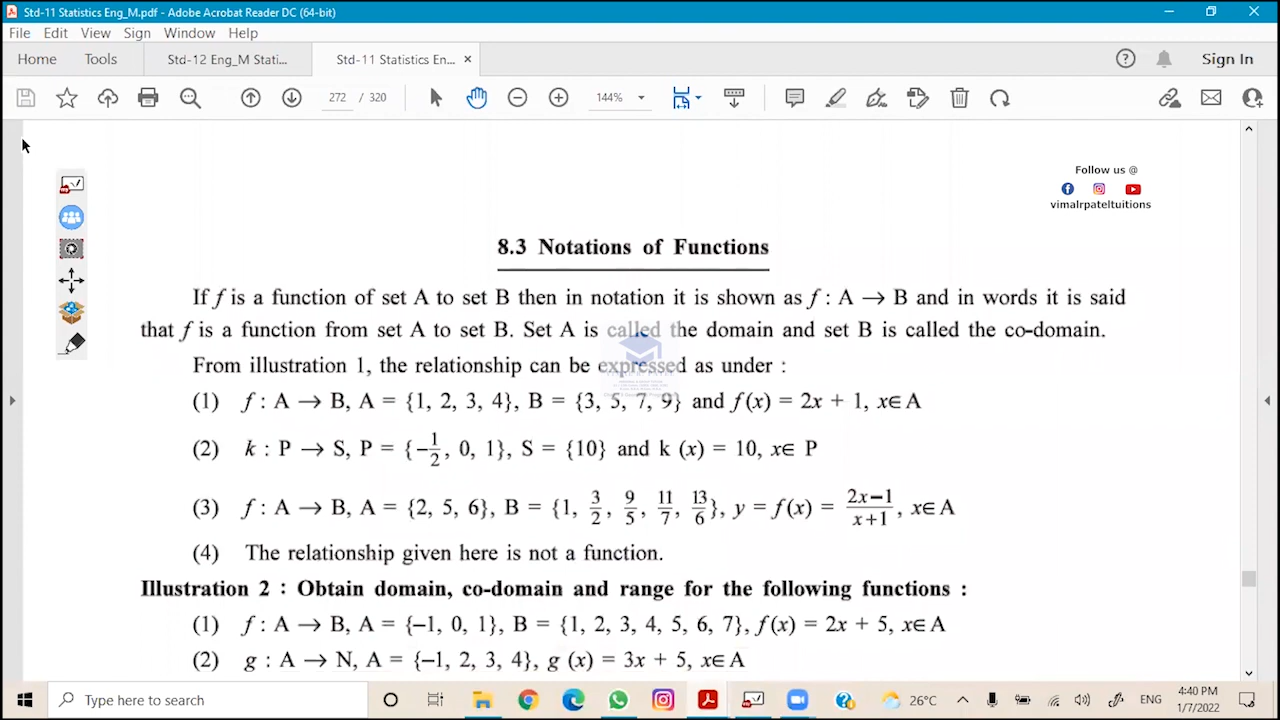 Std-11 Statistics Eng_M.pdf - Adobe Acrobat Reader DC (64-bit)
File Edit View Sign Window Help
Home Tools Std-12 Eng_M Stati... Std-11 Statistics En... × Sign In
272 / 320 144%
Follow us @
vimalrpateltuitions
8.3 Notations of Functions
If f is a function of set A to set B then in notation it is shown as f : A → B and in words it is said
that f is a function from set A to set B. Set A is called the domain and set B is called the co-domain.
From illustration 1, the relationship can be expressed as under :
(1) f : A → B, A = {1, 2, 3, 4}, B = {3, 5, 7, 9} and f(x) = 2x + 1, x∈ A
(2) k : P → S, P = {−1/2, 0, 1}, S = {10} and k (x) = 10, x∈ P
(3) f : A → B, A = {2, 5, 6}, B = {1, 3/2, 9/5, 11/7, 13/6}, y = f(x) = 2x−1/x+1, x∈ A
(4) The relationship given here is not a function.
Illustration 2 : Obtain domain, co-domain and range for the following functions :
(1) f : A → B, A = {−1, 0, 1}, B = {1, 2, 3, 4, 5, 6, 7}, f(x) = 2x + 5, x∈ A
(2) g : A → N, A = {−1, 2, 3, 4}, g (x) = 3x + 5, x∈ A
Type here to search 26°C ENG 4:40 PM
1/7/2022